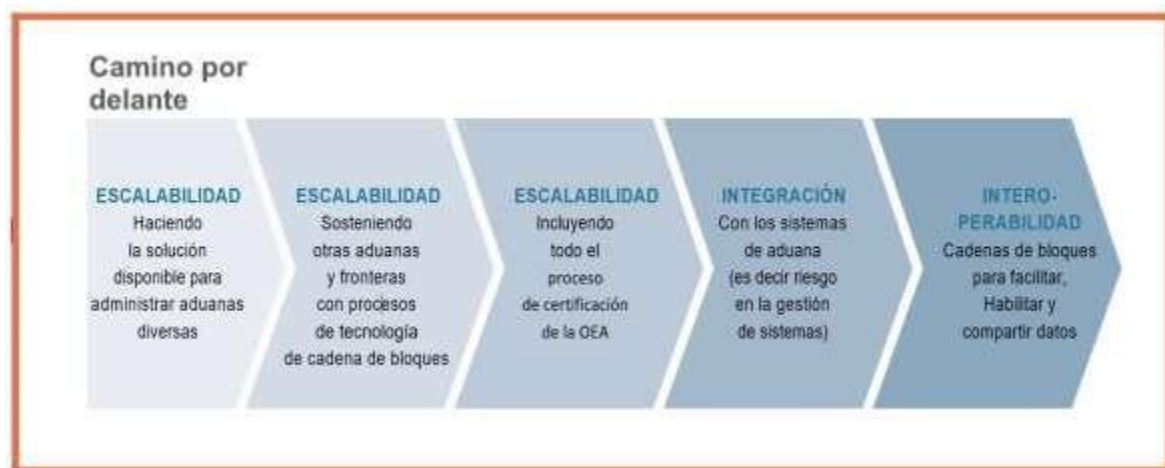 Camino por
delante
ESCALABILIDAD
Haciendo
la solución
disponible para
administrar aduanas
diversas
ESCALABILIDAD
Sosteniendo
otras aduanas
y fronteras
con procesos
de tecnología
de cadena de bloques
ESCALABILIDAD
Incluyendo
todo el
proceso
de certificación
de la OEA
INTEGRACIÓN
Con los sistemas
de aduana
(es decir riesgo
en la gestión
de sistemas)
INTERO-
PERABILIDAD
Cadenas de bloques
para facilitar,
Habilitar y
compartir datos